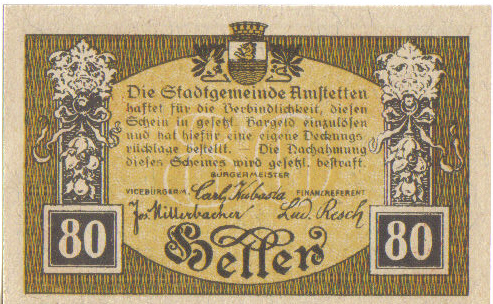 Die Stadtgemeinde Amstetten
haftet für die Verbindlichkeit, diesen
Schein in gesetzl. Bargeld einzulösen
und hat hiefür eine eigene Deckungs-
rücklage bestellt. Die Nachahmung
dieses Scheines wird gesetzl. bestraft.
BÜRGERMEISTER
VICEBÜRGERM. Carl Kubasta FINANZREFERENT
Jos. Millerbacher Lud. Resch
80 Heller 80